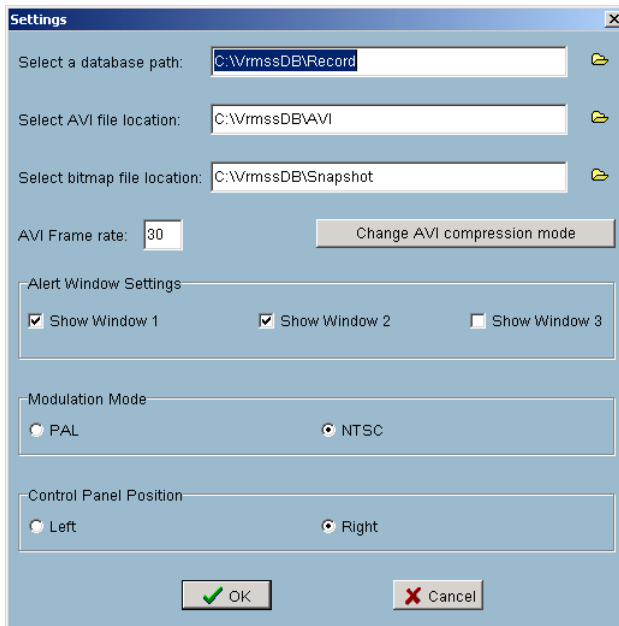 Settings
Select a database path: C:\VrmssDB\Record
Select AVI file location: C:\VrmssDB\AVI
Select bitmap file location: C:\VrmssDB\Snapshot
AVI Frame rate: 30 Change AVI compression mode
Alert Window Settings
Show Window 1 Show Window 2 Show Window 3
Modulation Mode
PAL NTSC
Control Panel Position
Left Right
OK Cancel